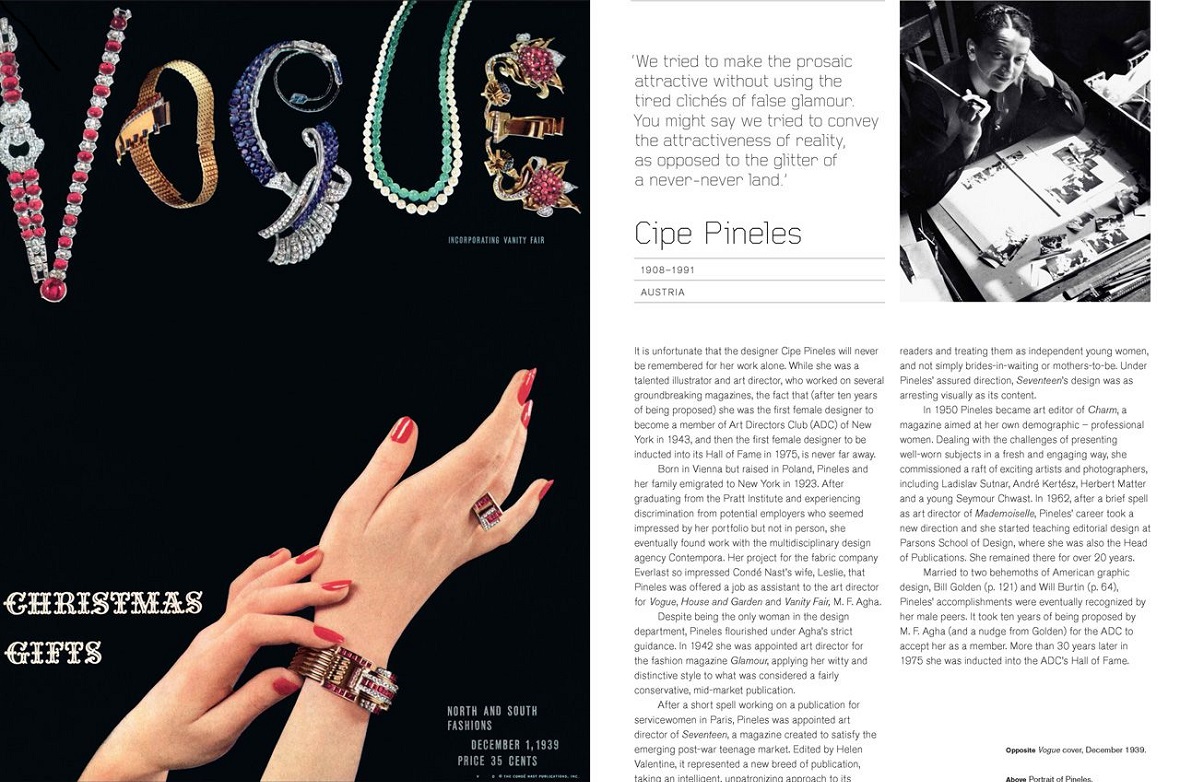 VOGUE
INCORPORATING VANITY FAIR
CHRISTMAS
GIFTS
NORTH AND SOUTH
FASHIONS
DECEMBER 1, 1939
PRICE 35 CENTS
© THE CONDÉ NAST PUBLICATIONS, INC.
'We tried to make the prosaic
attractive without using the
tired clichés of false glamour.
You might say we tried to convey
the attractiveness of reality,
as opposed to the glitter of
a never-never land.'
Cipe Pineles
1908–1991
AUSTRIA
It is unfortunate that the designer Cipe Pineles will never
be remembered for her work alone. While she was a
talented illustrator and art director, who worked on several
groundbreaking magazines, the fact that (after ten years
of being proposed) she was the first female designer to
become a member of Art Directors Club (ADC) of New
York in 1943, and then the first female designer to be
inducted into its Hall of Fame in 1975, is never far away.
Born in Vienna but raised in Poland, Pineles and
her family emigrated to New York in 1923. After
graduating from the Pratt Institute and experiencing
discrimination from potential employers who seemed
impressed by her portfolio but not in person, she
eventually found work with the multidisciplinary design
agency Contempora. Her project for the fabric company
Everlast so impressed Condé Nast's wife, Leslie, that
Pineles was offered a job as assistant to the art director
for Vogue, House and Garden and Vanity Fair, M. F. Agha.
Despite being the only woman in the design
department, Pineles flourished under Agha's strict
guidance. In 1942 she was appointed art director for
the fashion magazine Glamour, applying her witty and
distinctive style to what was considered a fairly
conservative, mid-market publication.
After a short spell working on a publication for
servicewomen in Paris, Pineles was appointed art
director of Seventeen, a magazine created to satisfy the
emerging post-war teenage market. Edited by Helen
Valentine, it represented a new breed of publication,
taking an intelligent, unpatronizing approach to its
readers and treating them as independent young women,
and not simply brides-in-waiting or mothers-to-be. Under
Pineles' assured direction, Seventeen's design was as
arresting visually as its content.
In 1950 Pineles became art editor of Charm, a
magazine aimed at her own demographic – professional
women. Dealing with the challenges of presenting
well-worn subjects in a fresh and engaging way, she
commissioned a raft of exciting artists and photographers,
including Ladislav Sutnar, André Kertész, Herbert Matter
and a young Seymour Chwast. In 1962, after a brief spell
as art director of Mademoiselle, Pineles' career took a
new direction and she started teaching editorial design at
Parsons School of Design, where she was also the Head
of Publications. She remained there for over 20 years.
Married to two behemoths of American graphic
design, Bill Golden (p. 121) and Will Burtin (p. 64),
Pineles' accomplishments were eventually recognized by
her male peers. It took ten years of being proposed by
M. F. Agha (and a nudge from Golden) for the ADC to
accept her as a member. More than 30 years later in
1975 she was inducted into the ADC's Hall of Fame.
Opposite Vogue cover, December 1939.
Above Portrait of Pineles.